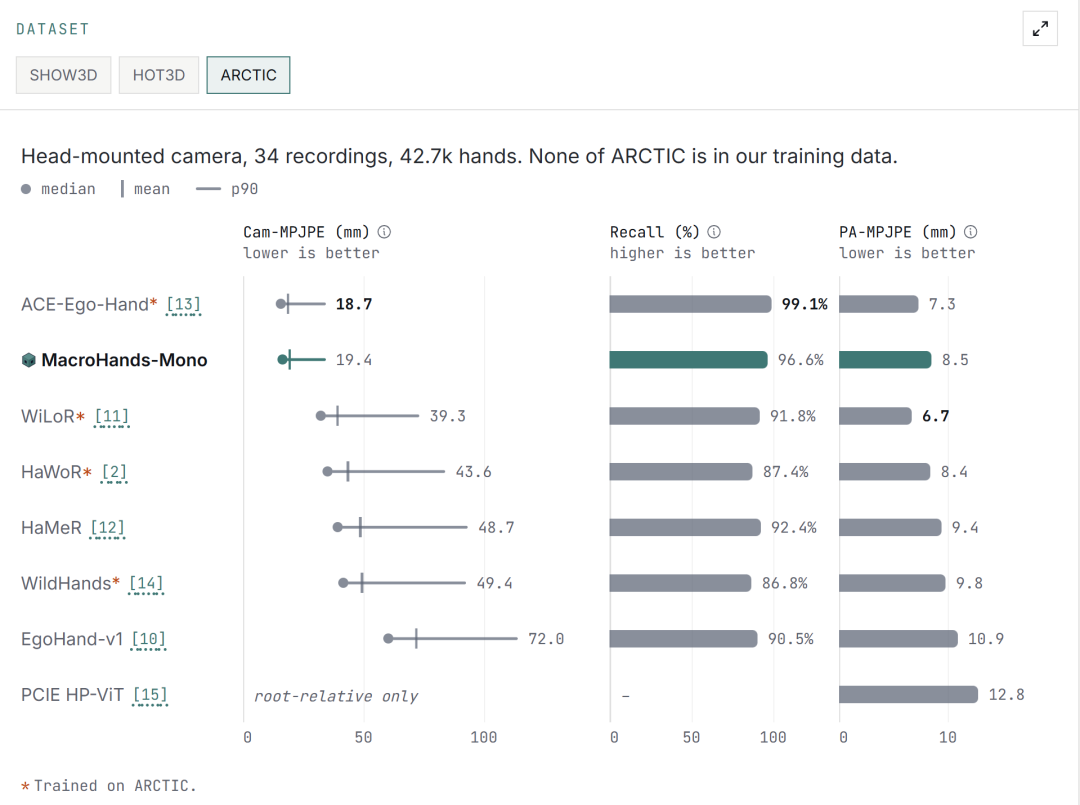 DATASET
SHOW3D HOT3D ARCTIC
Head-mounted camera, 34 recordings, 42.7k hands. None of ARCTIC is in our training data.
median mean p90
Cam-MPJPE (mm) Recall (%) PA-MPJPE (mm)
lower is better higher is better lower is better
ACE-Ego-Hand* [13] 18.7 99.1% 7.3
MacroHands-Mono 19.4 96.6% 8.5
WiLoR* [11] 39.3 91.8% 6.7
HaWoR* [2] 43.6 87.4% 8.4
HaMeR [12] 48.7 92.4% 9.4
WildHands* [14] 49.4 86.8% 9.8
EgoHand-v1 [10] 72.0 90.5% 10.9
PCIE HP-ViT [15] root-relative only – 12.8
0 50 100 0 50 100 0 10
* Trained on ARCTIC.